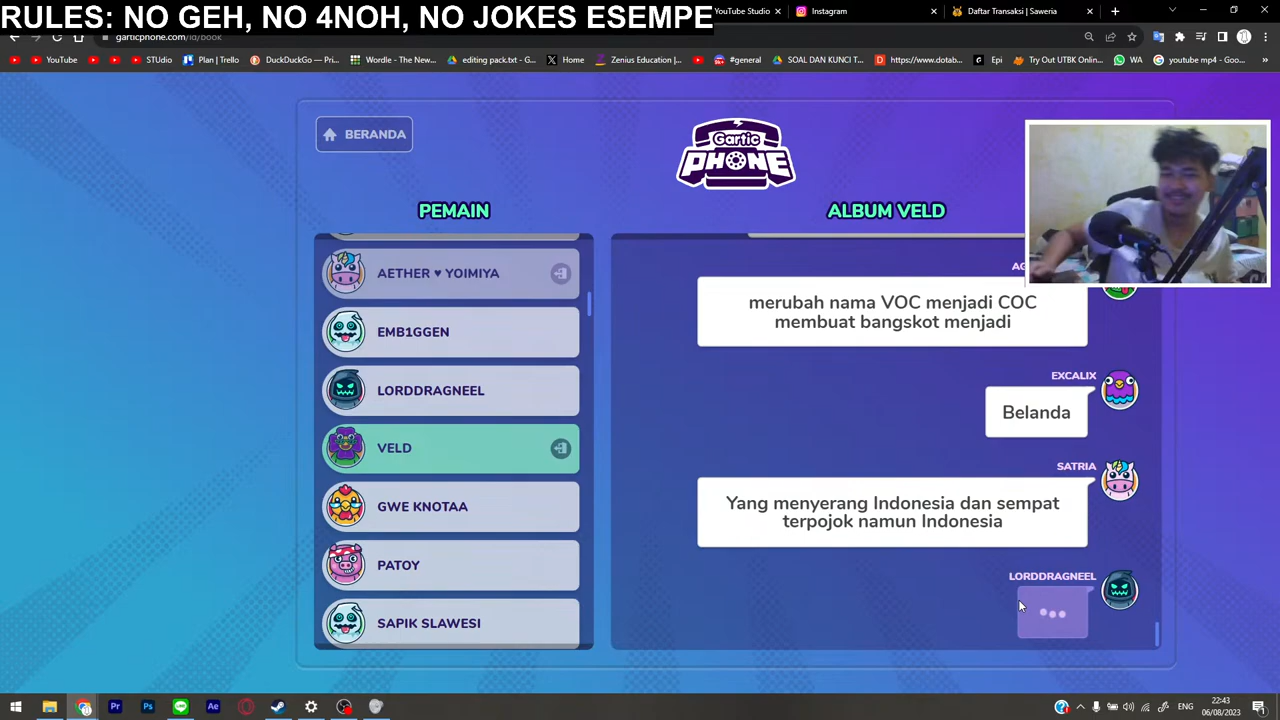 RULES: NO GEH, NO 4NOH, NO JOKES ESEMPE
YouTube Studio
Instagram
Daftar Transaksi | Saweria
garticphone.com/id/book
YouTube
STUdio
Plan | Trello
DuckDuckGo — Pri...
Wordle - The New...
editing pack.txt - G...
Home
Zenius Education |...
#general
SOAL DAN KUNCI T...
https://www.dotab...
Epi
Try Out UTBK Onlin...
WA
youtube mp4 - Goo...
BERANDA
Gartic
PHONE
PEMAIN
ALBUM VELD
AETHER ♥ YOIMIYA
EMB1GGEN
LORDDRAGNEEL
VELD
GWE KNOTAA
PATOY
SAPIK SLAWESI
merubah nama VOC menjadi COC
membuat bangskot menjadi
EXCALIX
Belanda
SATRIA
Yang menyerang Indonesia dan sempat
terpojok namun Indonesia
LORDDRAGNEEL
ENG
22:43
06/08/2023